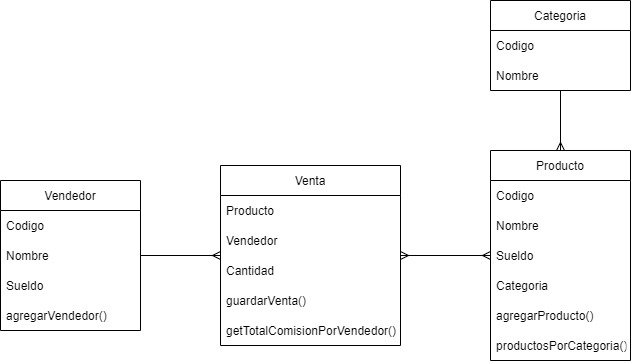 Categoria
Codigo
Nombre
Producto
Codigo
Nombre
Sueldo
Categoria
agregarProducto()
productosPorCategoria()
Venta
Producto
Vendedor
Cantidad
guardarVenta()
getTotalComisionPorVendedor()
Vendedor
Codigo
Nombre
Sueldo
agregarVendedor()